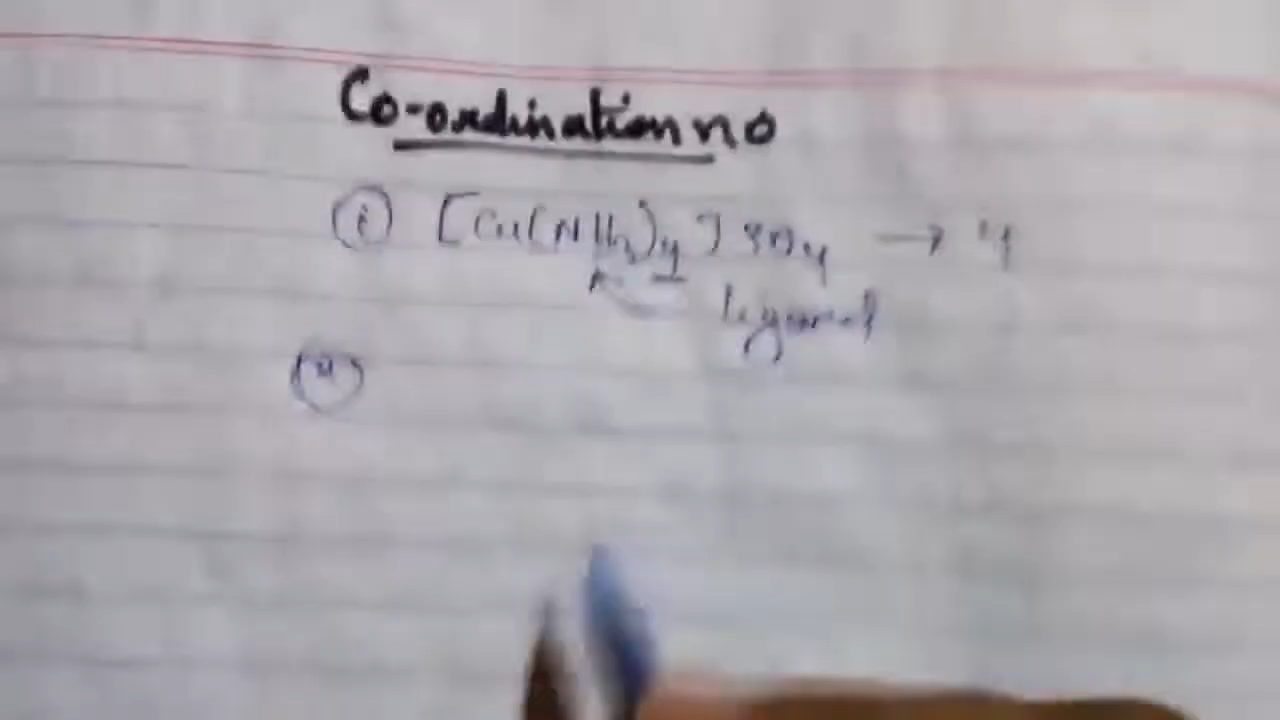 Co-ordination no
(i) [Cu(NH3)4] SO4 → 4
ligand
(ii)